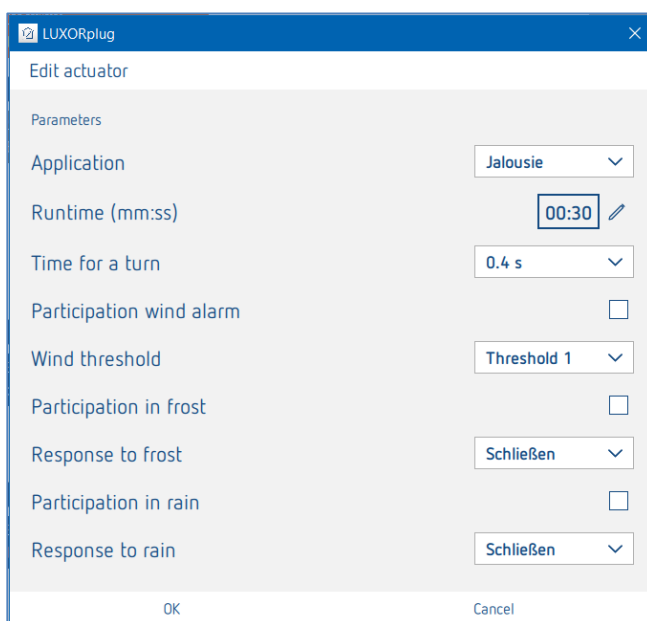 LUXORplug
Edit actuator
Parameters
Application Jalousie
Runtime (mm:ss) 00:30
Time for a turn 0.4 s
Participation wind alarm
Wind threshold Threshold 1
Participation in frost
Response to frost Schließen
Participation in rain
Response to rain Schließen
OK Cancel